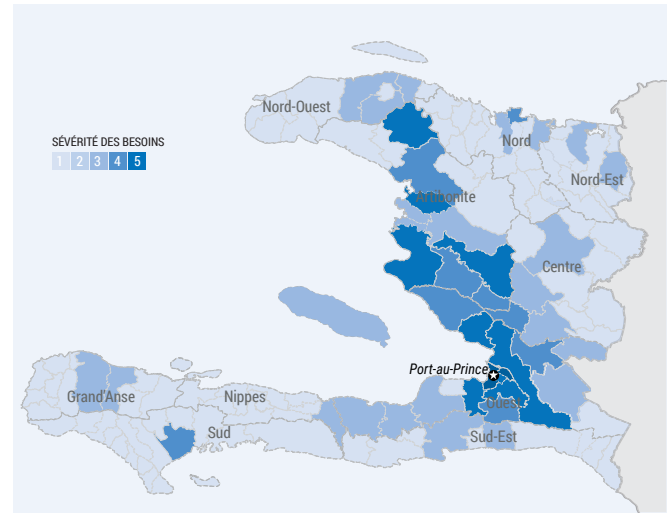 Nord-Ouest
SÉVÉRITÉ DES BESOINS
1 2 3 4 5
Nord
Nord-Est
Artibonite
Centre
Port-au-Prince
Grand'Anse
Nippes
Ouest
Sud
Sud-Est